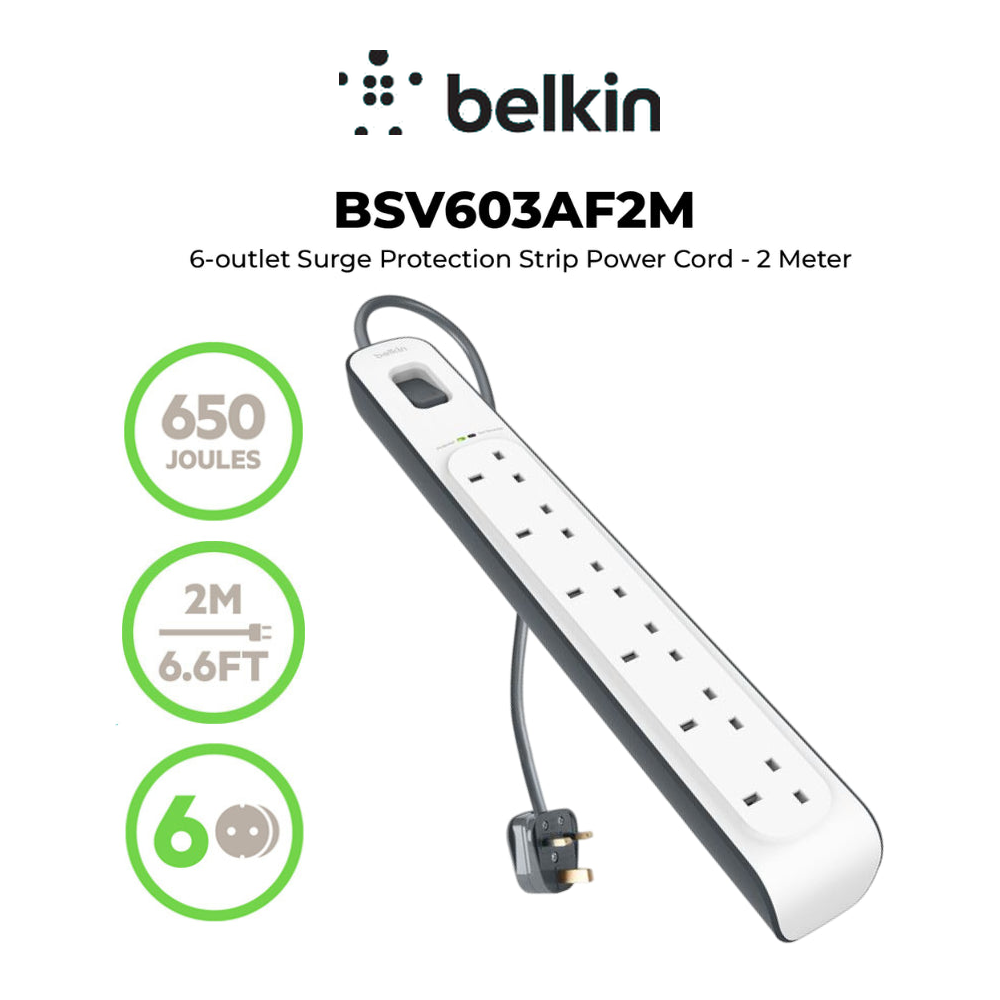 belkin
BSV603AF2M
6-outlet Surge Protection Strip Power Cord - 2 Meter
belkin
650
JOULES
2M
6.6FT
6